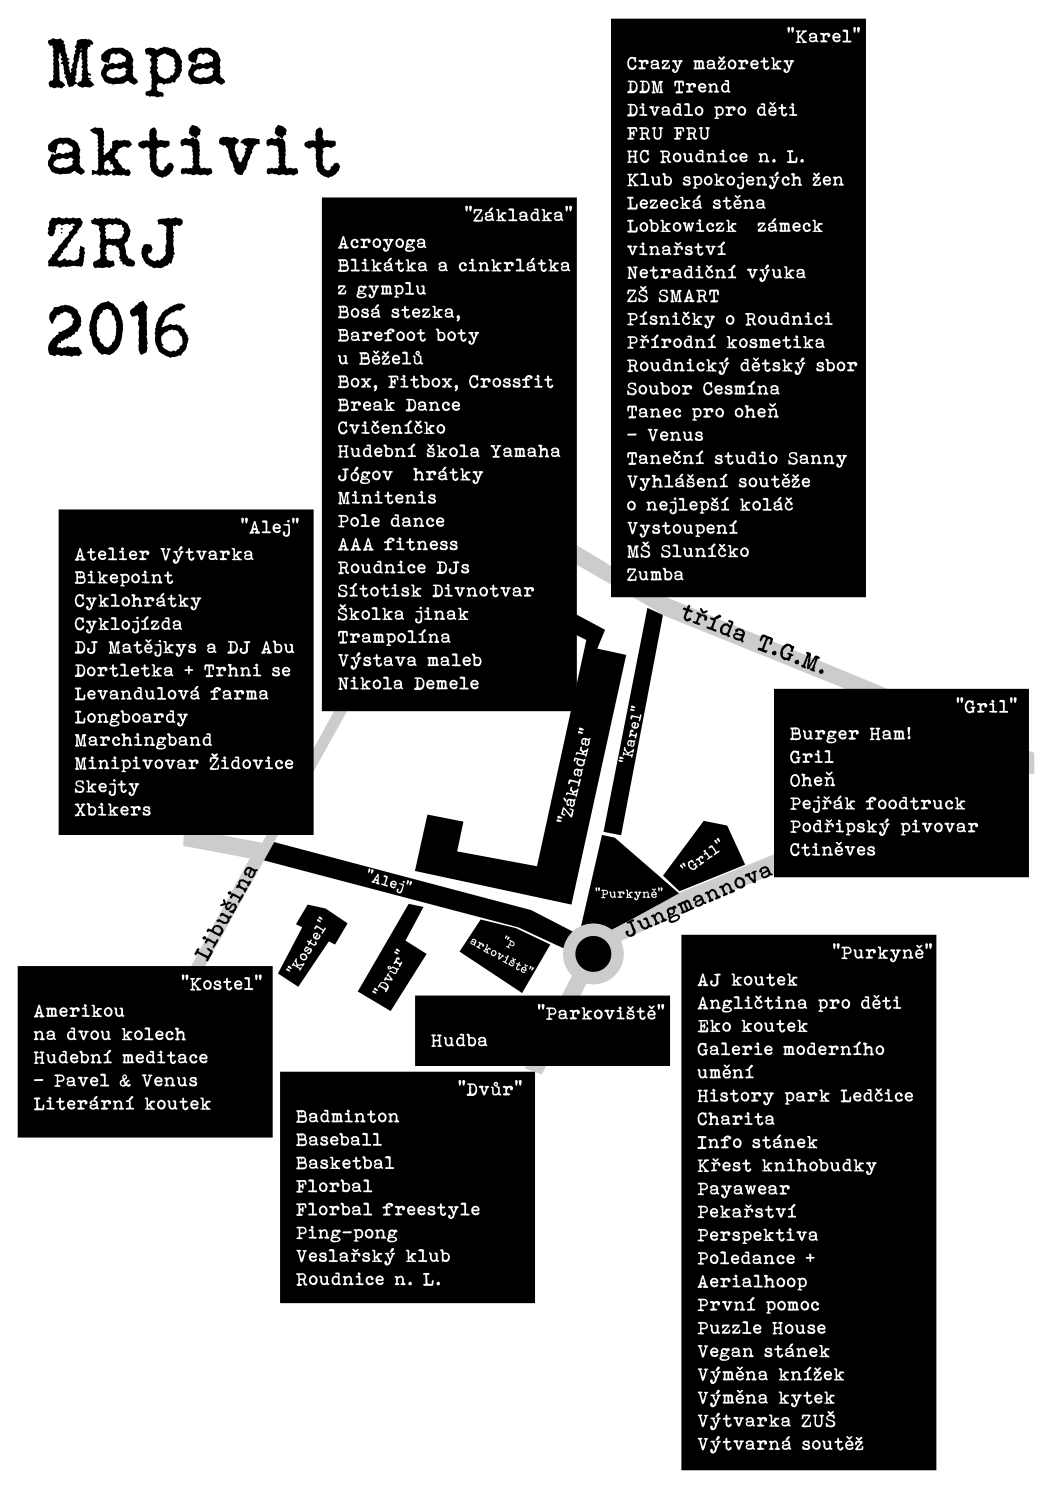 Mapa
aktivit
ZRJ
2016
"Karel"
Crazy mažoretky
DDM Trend
Divadlo pro děti
FRU FRU
HC Roudnice n. L.
Klub spokojených žen
Lezecká stěna
Lobkowiczk  zámeck
vinařství
Netradiční výuka
ZŠ SMART
Písničky o Roudnici
Přírodní kosmetika
Roudnický dětský sbor
Soubor Cesmína
Tanec pro oheň
- Venus
Taneční studio Sanny
Vyhlášení soutěže
o nejlepší koláč
Vystoupení
MŠ Sluníčko
Zumba
"Základka"
Acroyoga
Blikátka a cinkrlátka
z gymplu
Bosá stezka,
Barefoot boty
u Běželů
Box, Fitbox, Crossfit
Break Dance
Cvičeníčko
Hudební škola Yamaha
Jógov  hrátky
Minitenis
Pole dance
AAA fitness
Roudnice DJs
Sítotisk Divnotvar
Školka jinak
Trampolína
Výstava maleb
Nikola Demele
"Alej"
Atelier Výtvarka
Bikepoint
Cyklohrátky
Cyklojízda
DJ Matějkys a DJ Abu
Dortletka + Trhni se
Levandulová farma
Longboardy
Marchingband
Minipivovar Židovice
Skejty
Xbikers
třída T.G.M.
"Gril"
Burger Ham!
Gril
Oheň
Pejřák foodtruck
Podřipský pivovar
Ctiněves
"Karel"
"Základka"
"Gril"
"Alej"
"Purkyně"
Jungmannova
Libušina
"Kostel"
"Dvůr"
"P
arkoviště"
"Kostel"
Amerikou
na dvou kolech
Hudební meditace
- Pavel & Venus
Literární koutek
"Parkoviště"
Hudba
"Dvůr"
Badminton
Baseball
Basketbal
Florbal
Florbal freestyle
Ping-pong
Veslařský klub
Roudnice n. L.
"Purkyně"
AJ koutek
Angličtina pro děti
Eko koutek
Galerie moderního
umění
History park Ledčice
Charita
Info stánek
Křest knihobudky
Payawear
Pekařství
Perspektiva
Poledance +
Aerialhoop
První pomoc
Puzzle House
Vegan stánek
Výměna knížek
Výměna kytek
Výtvarka ZUŠ
Výtvarná soutěž